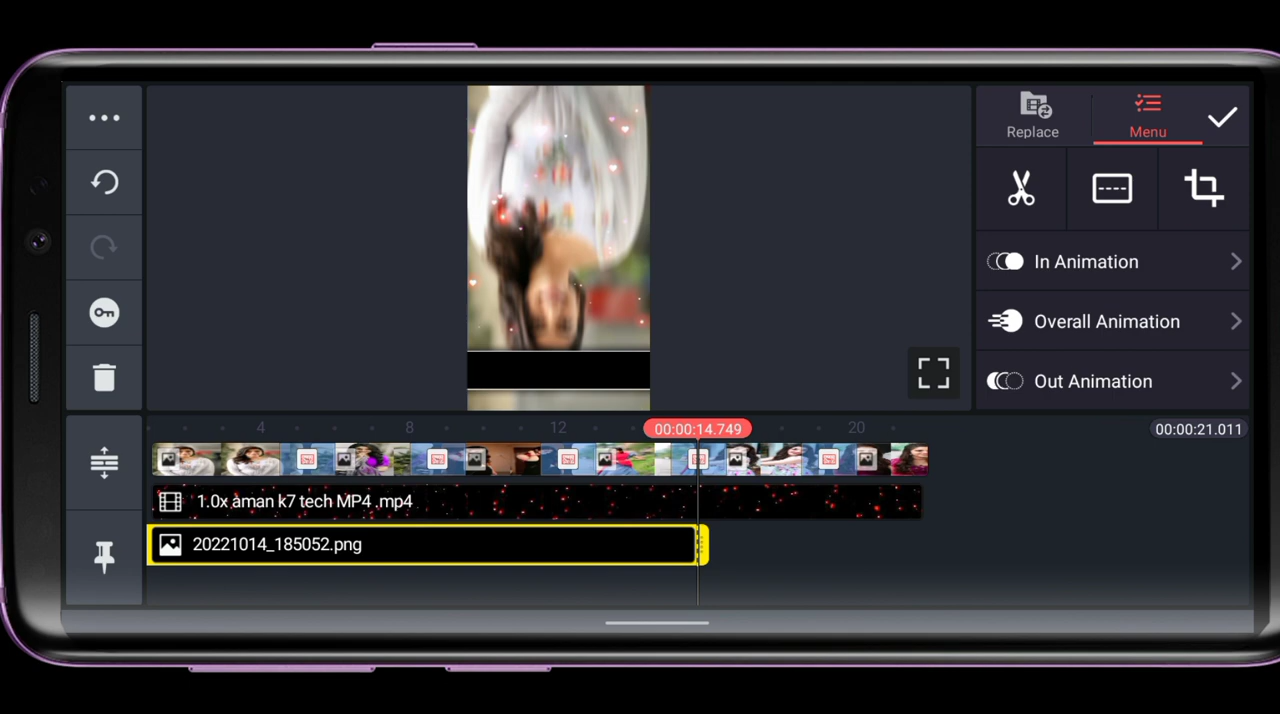 Replace
Menu
In Animation
Overall Animation
Out Animation
4
8
12
00:00:14.749
20
00:00:21.011
1.0x aman k7 tech MP4 .mp4
20221014_185052.png